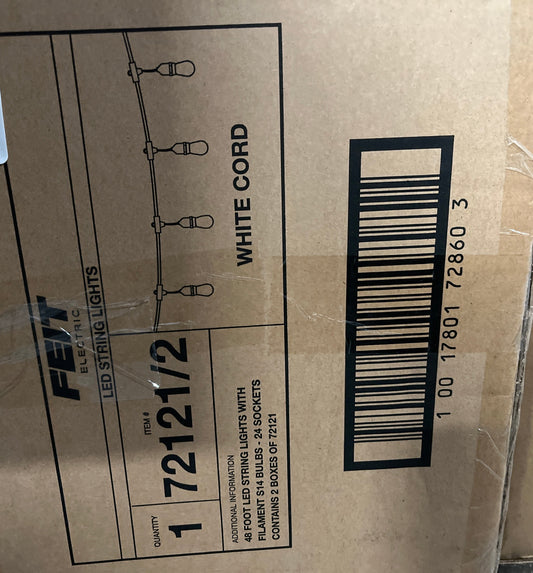 FEIT
ELECTRIC
LED STRING LIGHTS
QUANTITY
1
ITEM #
72121/2
WHITE CORD
ADDITIONAL INFORMATION
48 FOOT LED STRING LIGHTS WITH
FILAMENT S14 BULBS - 24 SOCKETS
CONTAINS 2 BOXES OF 72121
1 00 17801 72860 3